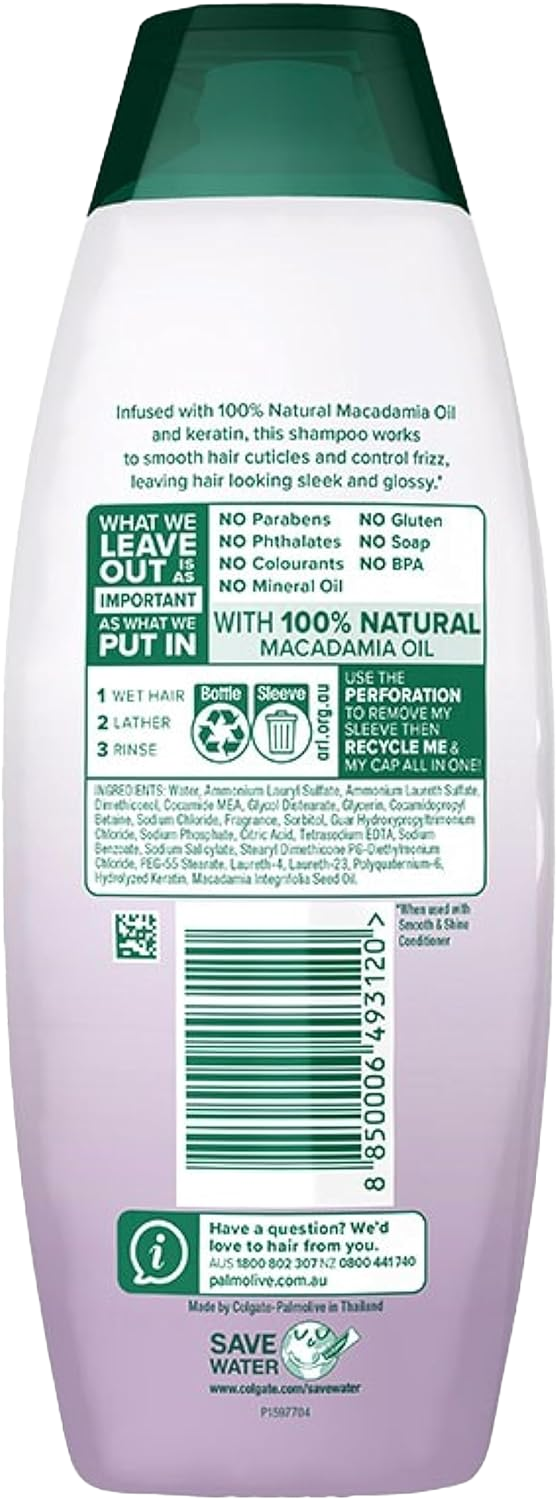 Infused with 100% Natural Macadamia Oil
and keratin, this shampoo works
to smooth hair cuticles and control frizz,
leaving hair looking sleek and glossy.*
WHAT WE
LEAVE
OUT IS AS
IMPORTANT
AS WHAT WE
PUT IN
NO Parabens NO Gluten
NO Phthalates NO Soap
NO Colourants NO BPA
NO Mineral Oil
WITH 100% NATURAL
MACADAMIA OIL
1 WET HAIR
2 LATHER
3 RINSE
Bottle Sleeve
arl.org.au
USE THE
PERFORATION
TO REMOVE MY
SLEEVE THEN
RECYCLE ME &
MY CAP ALL IN ONE!
INGREDIENTS: Water, Ammonium Lauryl Sulfate, Ammonium Laureth Sulfate,
Dimethiconol, Cocamide MEA, Glycol Distearate, Glycerin, Cocamidopropyl
Betaine, Sodium Chloride, Fragrance, Sorbitol, Guar Hydroxypropyltrimonium
Chloride, Sodium Phosphate, Citric Acid, Tetrasodium EDTA, Sodium
Benzoate, Sodium Salicylate, Stearyl Dimethicone PG-Diethylmonium
Chloride, PEG-55 Stearate, Laureth-4, Laureth-23, Polyquaternium-6,
Hydrolyzed Keratin, Macadamia Integrifolia Seed Oil.
*When used with
Smooth & Shine
Conditioner
8 850006 493120 >
Have a question? We'd
love to hair from you.
AUS 1800 802 307 NZ 0800 441 740
palmolive.com.au
Made by Colgate-Palmolive in Thailand
SAVE
WATER
www.colgate.com/savewater
P1597704